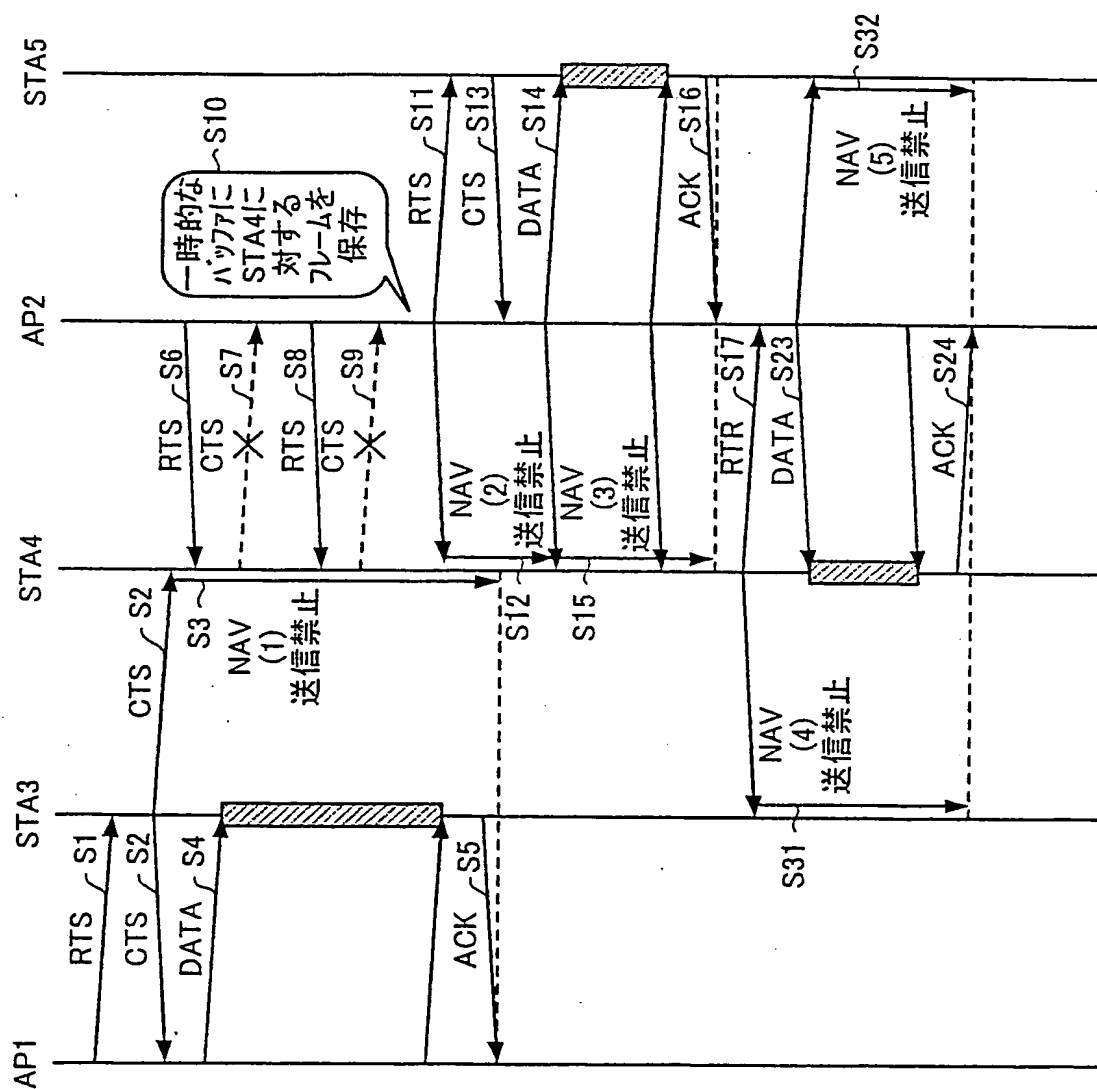 AP1
STA3
STA4
AP2
STA5
RTS S1
CTS S2
CTS S2
DATA S4
S3
NAV
(1)
送信禁止
ACK S5
RTS S6
CTS S7
RTS S8
CTS S9
一時的な
バッファに
STA4に
対する
フレームを
保存
S10
RTS S11
CTS S13
NAV
(2)
送信禁止
S12
DATA S14
NAV
(3)
送信禁止
S15
ACK S16
RTR S17
NAV
(4)
送信禁止
S31
DATA S23
NAV
(5)
送信禁止
S32
ACK S24